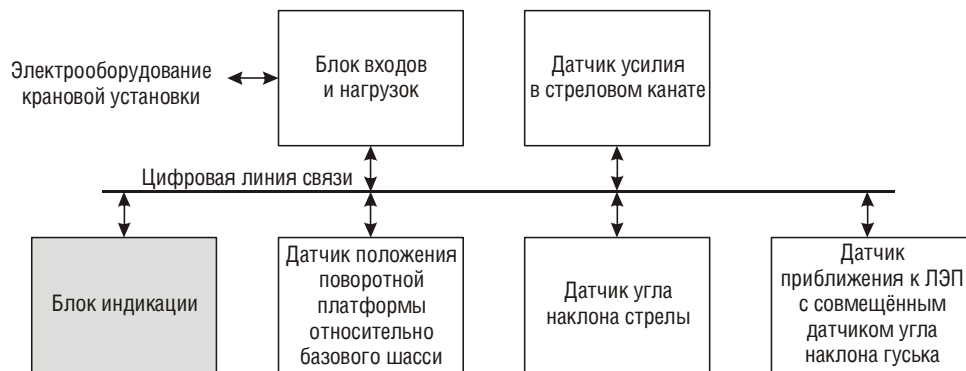 Электрооборудование
крановой установки
Блок входов
и нагрузок
Датчик усилия
в стреловом канате
Цифровая линия связи
Блок индикации
Датчик положения
поворотной
платформы
относительно
базового шасси
Датчик угла
наклона стрелы
Датчик
приближения к ЛЭП
с совмещённым
датчиком угла
наклона гуська